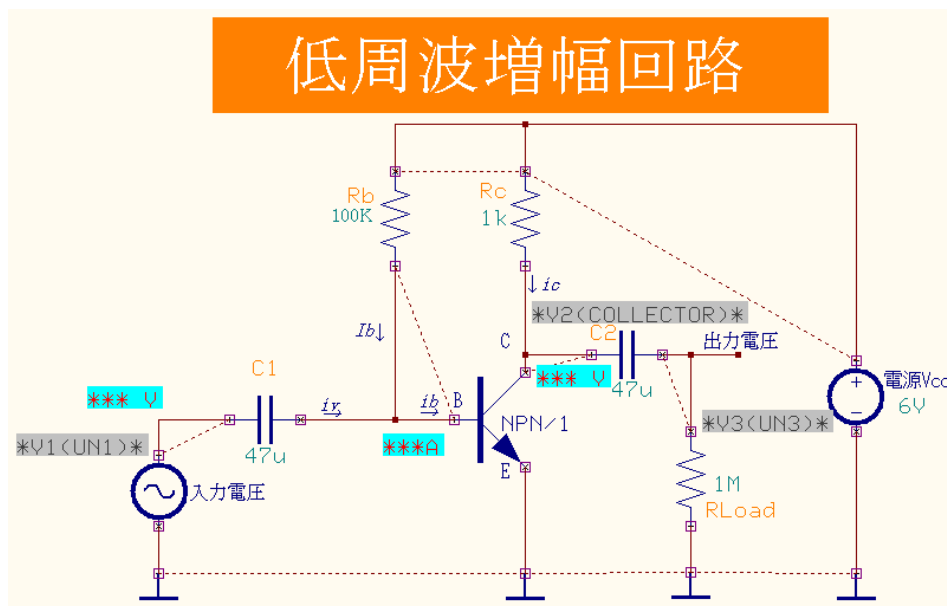 低周波増幅回路
Rb
100K
Rc
1k
↓ic
*V2(COLLECTOR)*
Ib↓
C
C2
出力電圧
C1
*** V
47u
電源Vcc
6V
*** V
iv
ib
B
NPN/1
*V3(UN3)*
*V1(UN1)*
47u
***A
E
入力電圧
1M
RLoad